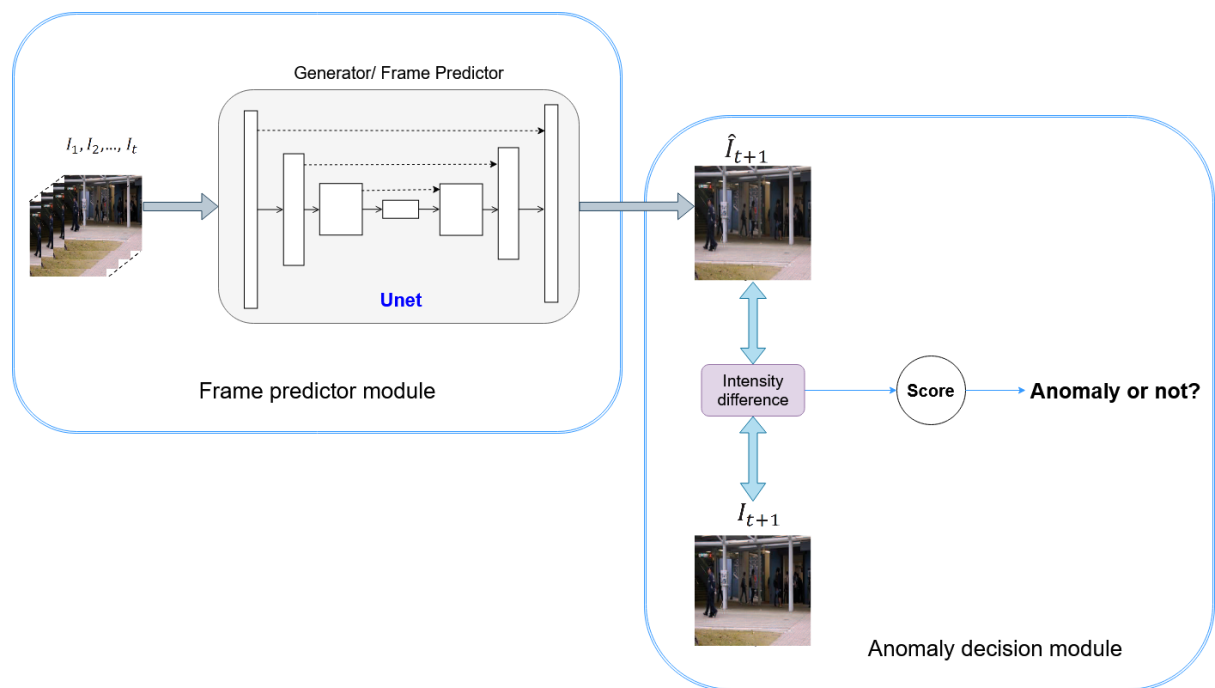 Generator/ Frame Predictor
I₁, I₂,..., Iₜ
Unet
Frame predictor module
Îₜ₊₁
Intensity
difference
Score
Anomaly or not?
Iₜ₊₁
Anomaly decision module